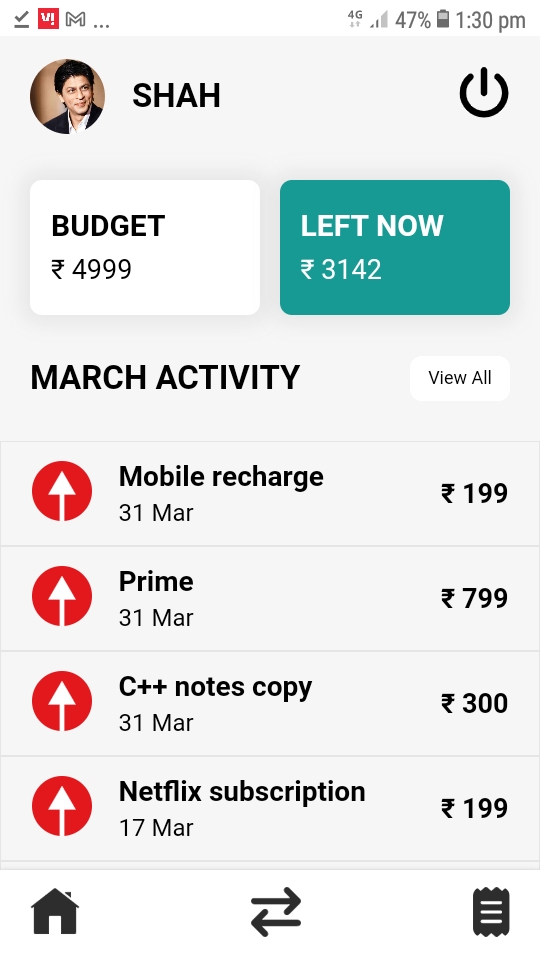 VI! ... 4G 47% 1:30 pm
SHAH
BUDGET LEFT NOW
₹ 4999 ₹ 3142
MARCH ACTIVITY View All
Mobile recharge
31 Mar ₹ 199
Prime
31 Mar ₹ 799
C++ notes copy
31 Mar ₹ 300
Netflix subscription
17 Mar ₹ 199